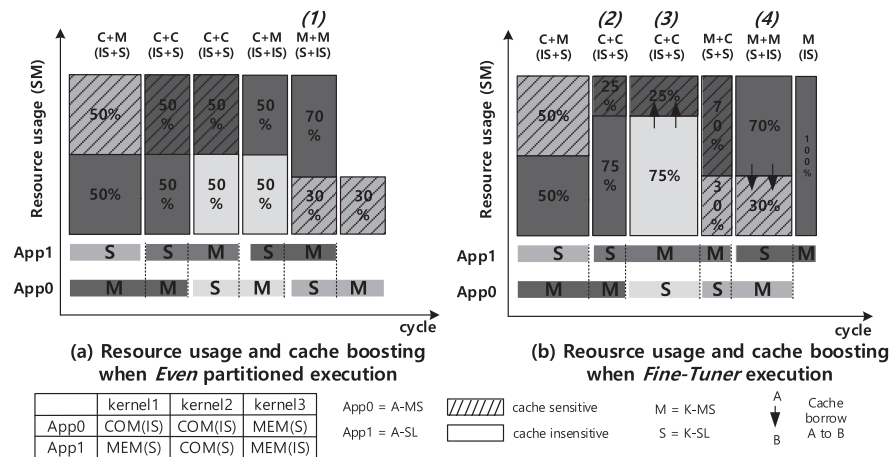 (1)
C+M C+C C+C C+M M+M
(IS+S) (IS+S) (IS+S) (IS+IS) (S+IS)
Resource usage (SM)
50% 50 % 50 % 50 % 70 %
50% 50 % 50 % 50 % 30 % 30 %
App1 S S M S M
App0 M M S M S M
cycle
(a) Resource usage and cache boosting
when Even partitioned execution
(2) (3) (4)
C+M C+C C+C M+C M+M M
(IS+S) (IS+S) (IS+S) (S+IS) (S+IS) (IS)
Resource usage (SM)
50% 25 % 25% 70% 70% 100%
50% 75 % 75% 30% 30%
App1 S S M M S M
App0 M M S S M
cycle
(b) Reousrce usage and cache boosting
when Fine-Tuner execution
kernel1 kernel2 kernel3
App0 COM(IS) COM(IS) MEM(S)
App1 MEM(S) COM(S) MEM(IS)
App0 = A-MS
App1 = A-SL
cache sensitive
cache insensitive
M = K-MS
S = K-SL
A
B
Cache
borrow
A to B